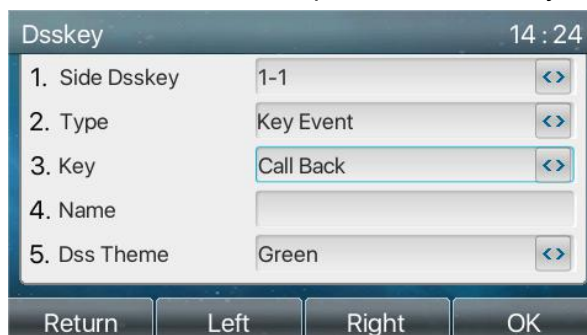 Dsskey 14 : 24
1. Side Dsskey 1-1
2. Type Key Event
3. Key Call Back
4. Name
5. Dss Theme Green
Return Left Right OK